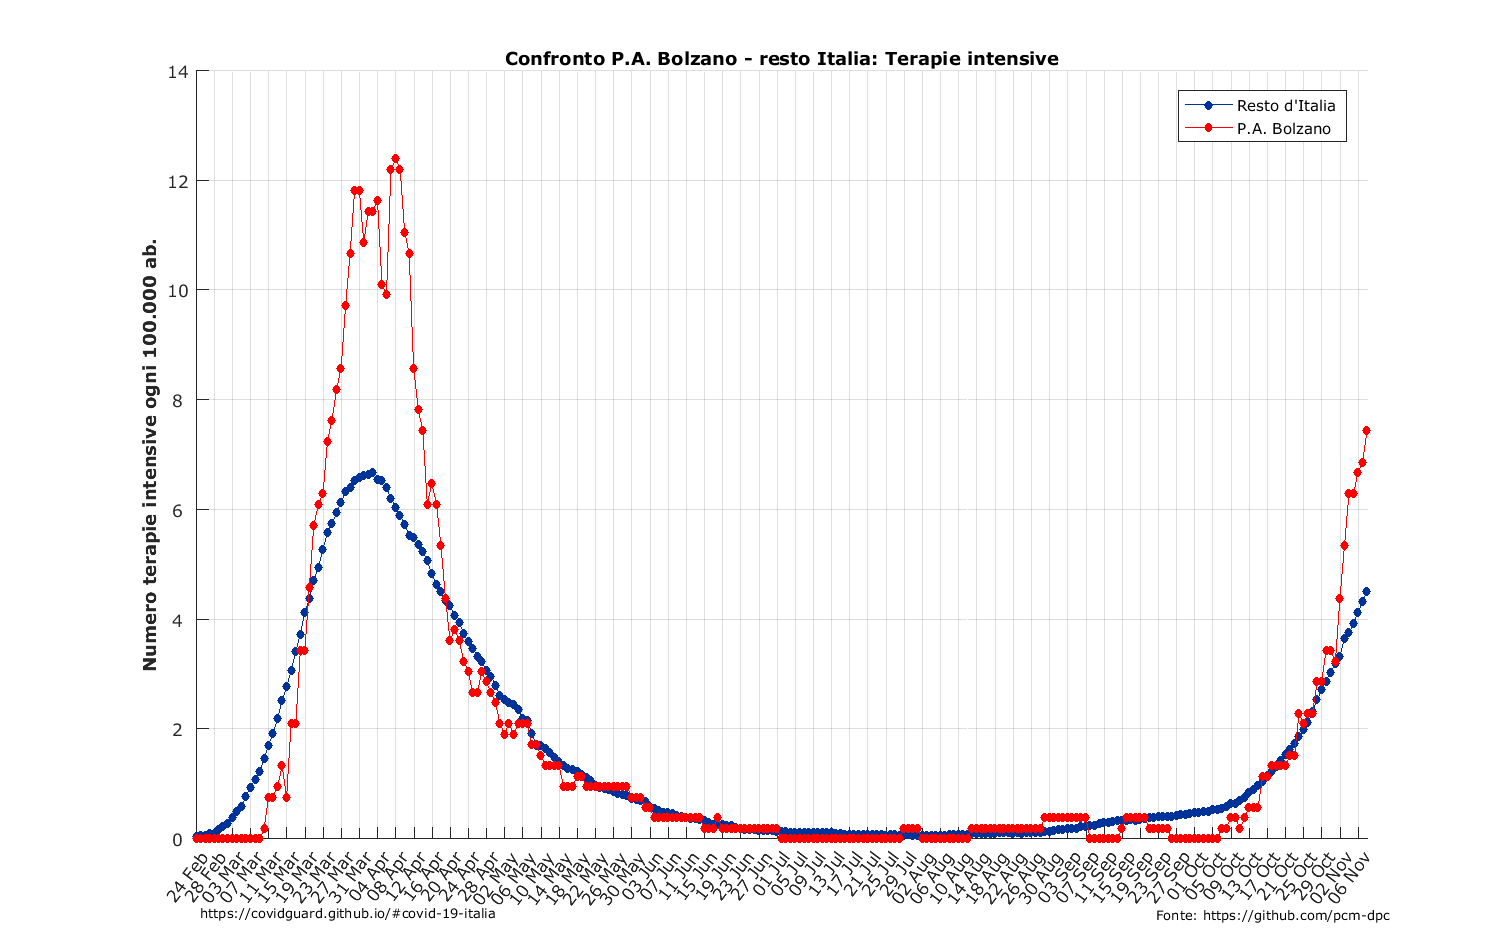 Confronto P.A. Bolzano - resto Italia: Terapie intensive
Resto d'Italia
P.A. Bolzano
Numero terapie intensive ogni 100.000 ab.
14
12
10
8
6
4
2
0
24 Feb
28 Feb
03 Mar
07 Mar
11 Mar
15 Mar
19 Mar
23 Mar
27 Mar
31 Mar
04 Apr
08 Apr
12 Apr
16 Apr
20 Apr
24 Apr
28 Apr
02 May
06 May
10 May
14 May
18 May
22 May
26 May
30 May
03 Jun
07 Jun
11 Jun
15 Jun
19 Jun
23 Jun
27 Jun
01 Jul
05 Jul
09 Jul
13 Jul
17 Jul
21 Jul
25 Jul
29 Jul
02 Aug
06 Aug
10 Aug
14 Aug
18 Aug
22 Aug
26 Aug
30 Aug
03 Sep
07 Sep
11 Sep
15 Sep
19 Sep
23 Sep
27 Sep
01 Oct
05 Oct
09 Oct
13 Oct
17 Oct
21 Oct
25 Oct
29 Oct
02 Nov
06 Nov
https://covidguard.github.io/#covid-19-italia
Fonte: https://github.com/pcm-dpc